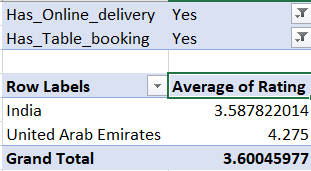 Has_Online_delivery Yes
Has_Table_booking Yes
Row Labels Average of Rating
India 3.587822014
United Arab Emirates 4.275
Grand Total 3.60045977